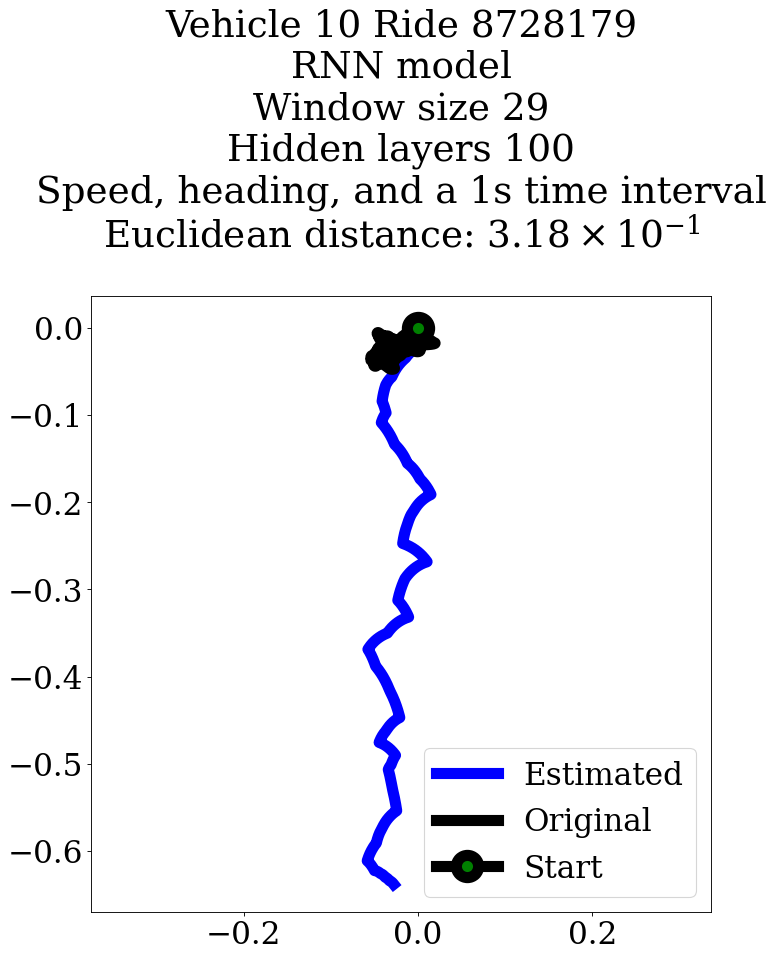 Vehicle 10 Ride 8728179
RNN model
Window size 29
Hidden layers 100
Speed, heading, and a 1s time interval
Euclidean distance: 3.18 × 10⁻¹
0.0
−0.1
−0.2
−0.3
−0.4
−0.5
−0.6
Estimated
Original
Start
−0.2
0.0
0.2